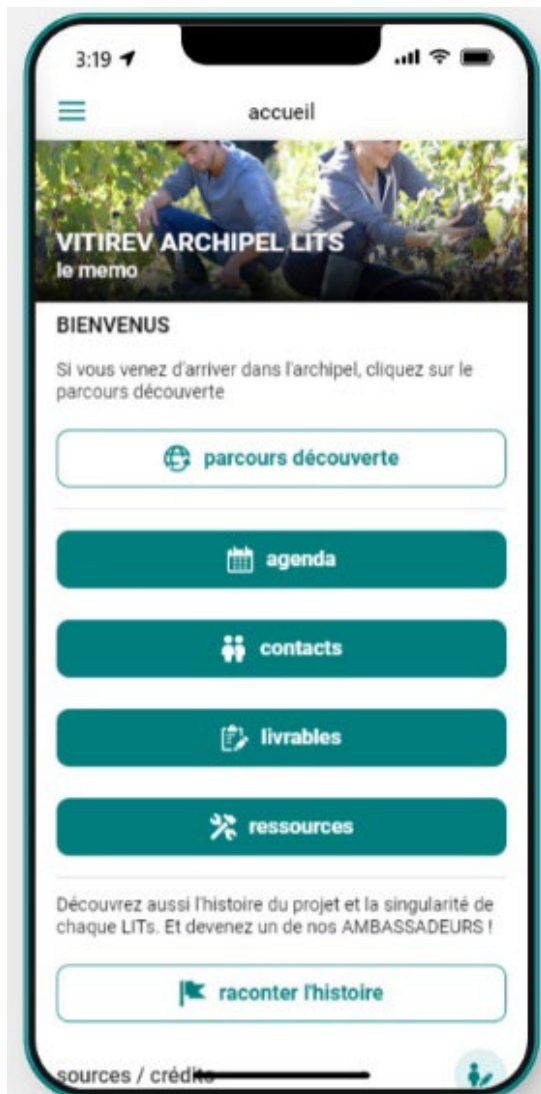 3:19
accueil
VITIREV ARCHIPEL LITS
le memo
BIENVENUS
Si vous venez d'arriver dans l'archipel, cliquez sur le
parcours découverte
parcours découverte
agenda
contacts
livrables
ressources
Découvrez aussi l'histoire du projet et la singularité de
chaque LITs. Et devenez un de nos AMBASSADEURS !
raconter l'histoire
sources / crédits